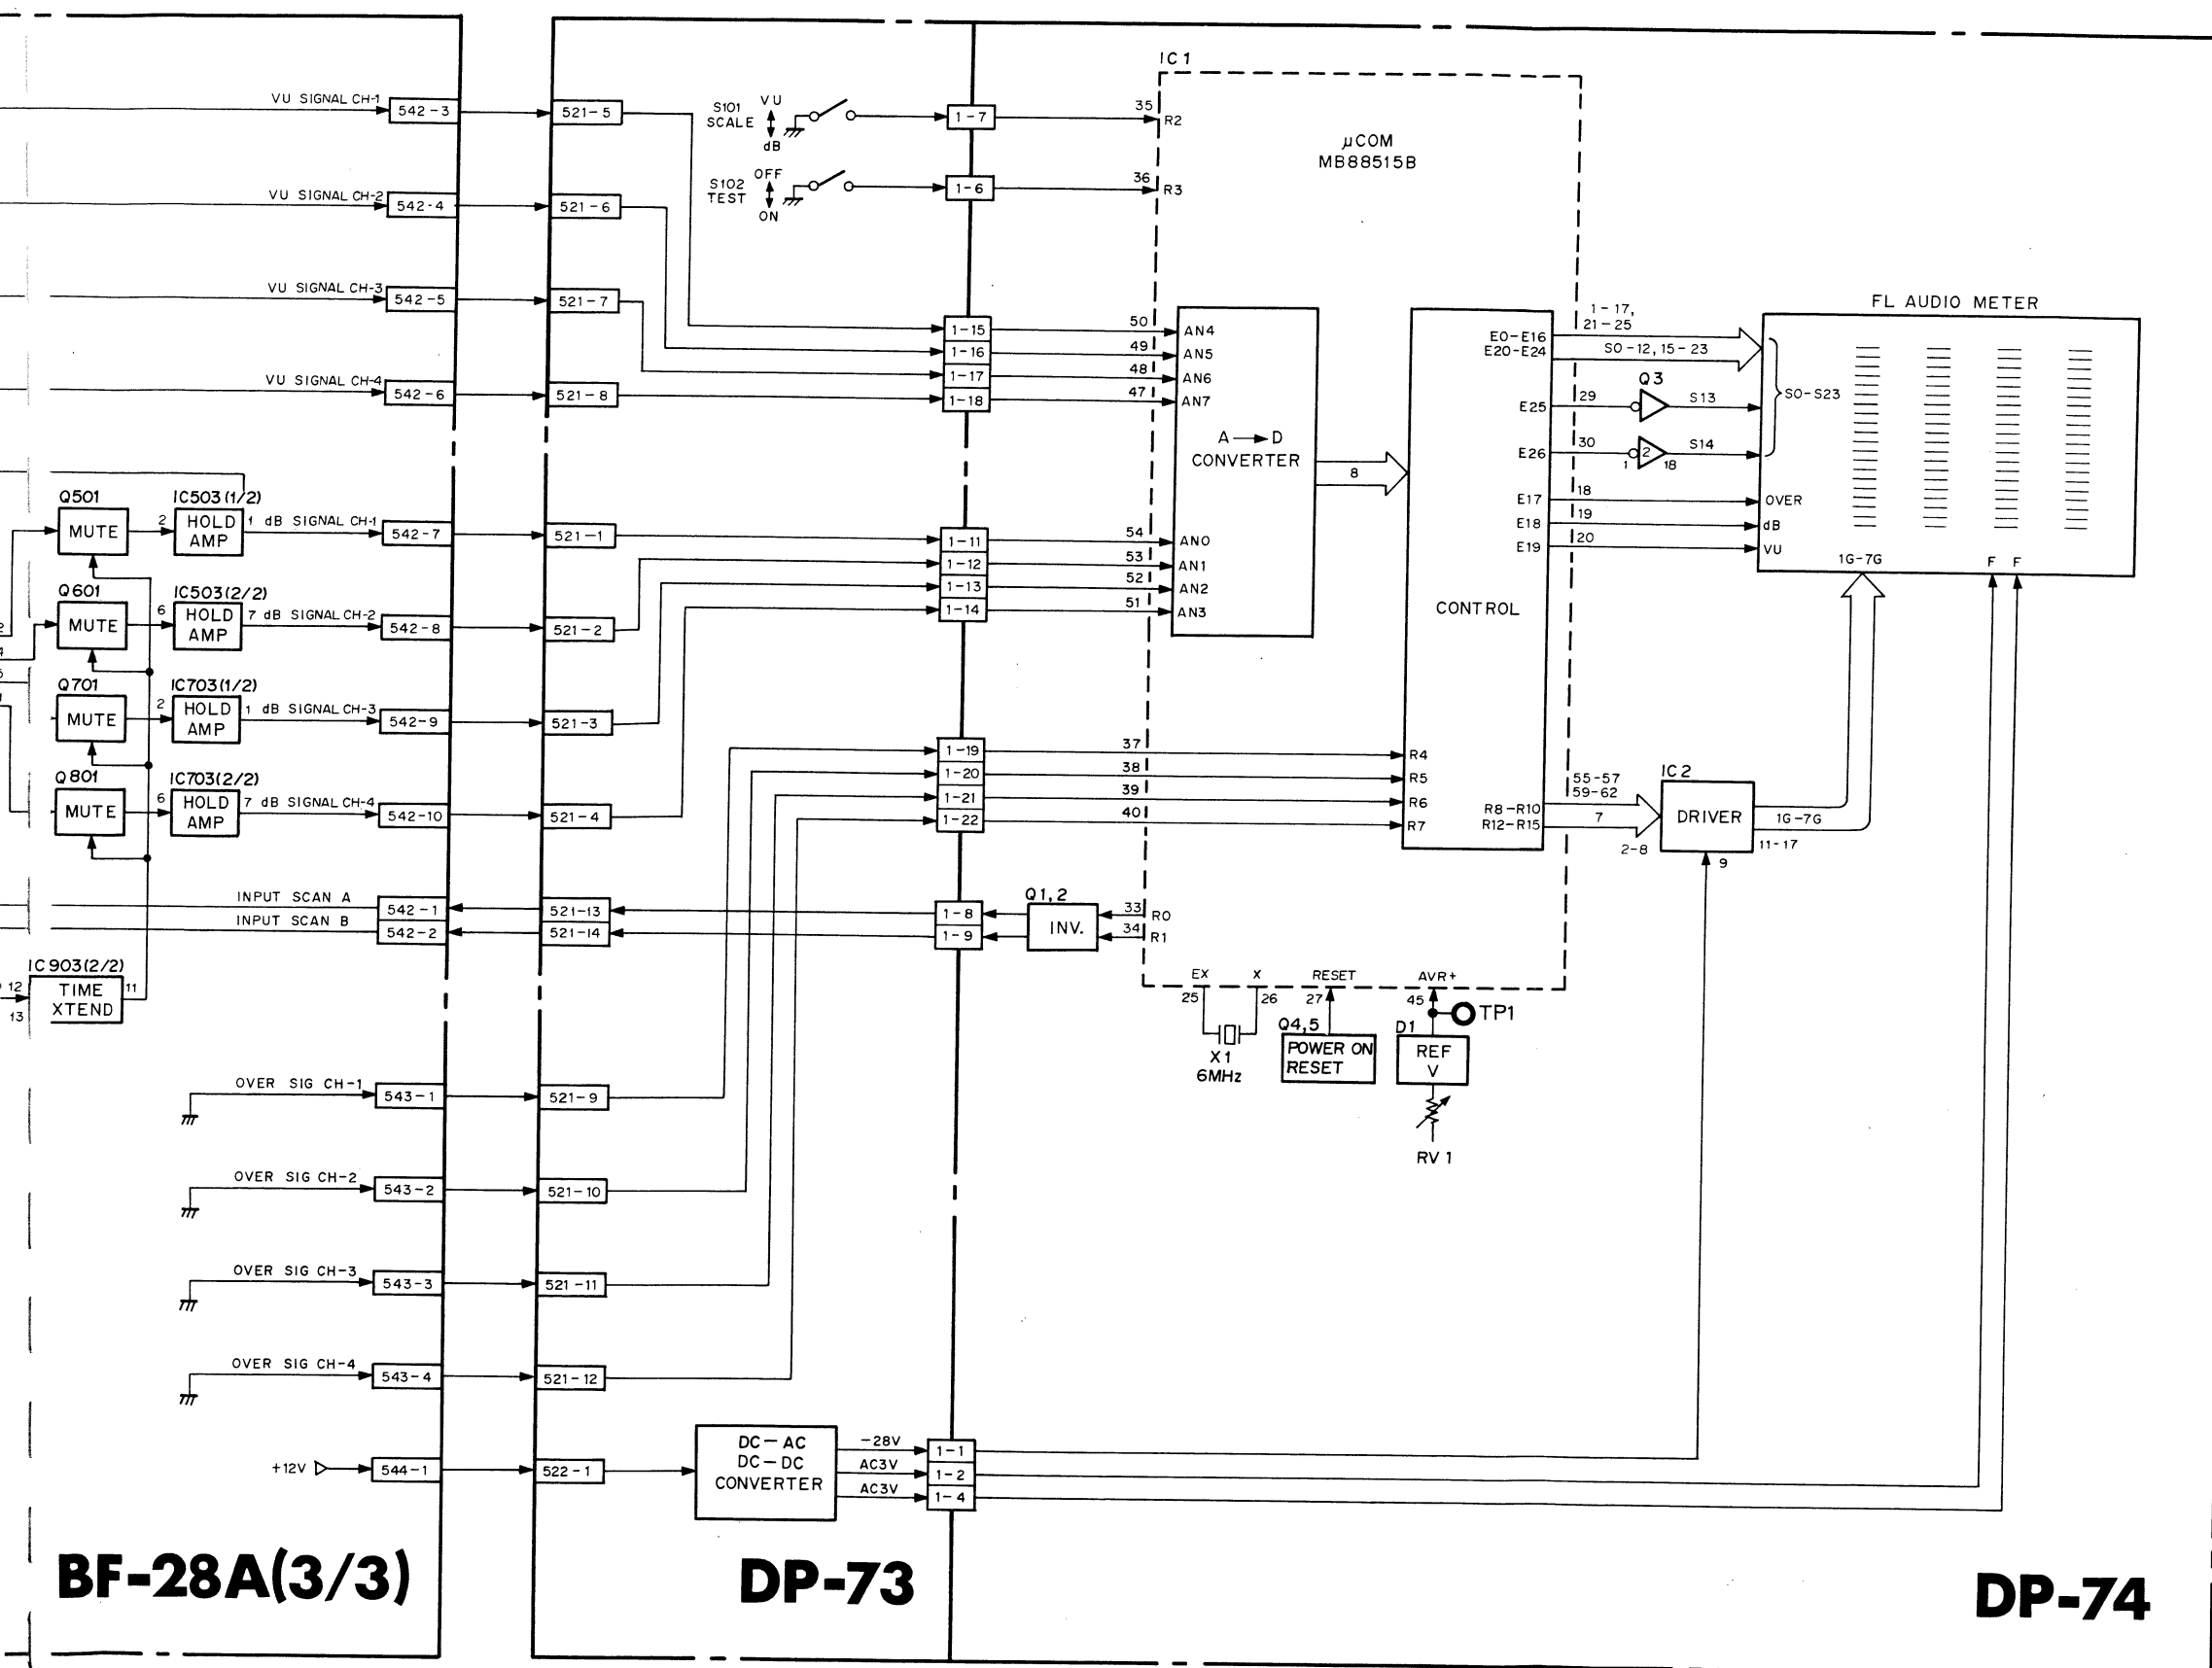 VU SIGNAL CH-1
542-3
521-5
VU SIGNAL CH-2
542-4
521-6
VU SIGNAL CH-3
542-5
521-7
VU SIGNAL CH-4
542-6
521-8
S101
SCALE
VU
dB
1-7
35
R2
S102
TEST
OFF
ON
1-6
36
R3
IC1
μCOM
MB88515B
1-15
50
AN4
1-16
49
AN5
1-17
48
AN6
1-18
47
AN7
A→D
CONVERTER
8
CONTROL
E0-E16
E20-E24
1-17,
21-25
S0-12, 15-23
E25
29
Q3
S13
E26
30
1
2
18
S14
E17
18
E18
19
E19
20
FL AUDIO METER
S0-S23
OVER
dB
VU
1G-7G
F F
Q501
MUTE
2
IC503(1/2)
HOLD
AMP
1
dB SIGNAL CH-1
542-7
521-1
1-11
54
AN0
1-12
53
AN1
1-13
52
AN2
1-14
51
AN3
Q601
MUTE
6
IC503(2/2)
HOLD
AMP
7
dB SIGNAL CH-2
542-8
521-2
Q701
MUTE
2
IC703(1/2)
HOLD
AMP
1
dB SIGNAL CH-3
542-9
521-3
Q801
MUTE
6
IC703(2/2)
HOLD
AMP
7
dB SIGNAL CH-4
542-10
521-4
1-19
37
R4
1-20
38
R5
1-21
39
R6
1-22
40
R7
R8-R10
R12-R15
55-57
59-62
7
2-8
IC2
DRIVER
9
1G-7G
11-17
INPUT SCAN A
542-1
521-13
1-8
INPUT SCAN B
542-2
521-14
1-9
Q1,2
INV.
33
R0
34
R1
IC903(2/2)
12
13
TIME
XTEND
11
EX
X
RESET
AVR+
25
26
27
45
X1
6MHz
Q4,5
POWER ON
RESET
D1
REF
V
TP1
RV1
OVER SIG CH-1
543-1
521-9
OVER SIG CH-2
543-2
521-10
OVER SIG CH-3
543-3
521-11
OVER SIG CH-4
543-4
521-12
+12V
544-1
522-1
DC-AC
DC-DC
CONVERTER
-28V
1-1
AC3V
1-2
AC3V
1-4
BF-28A(3/3)
DP-73
DP-74